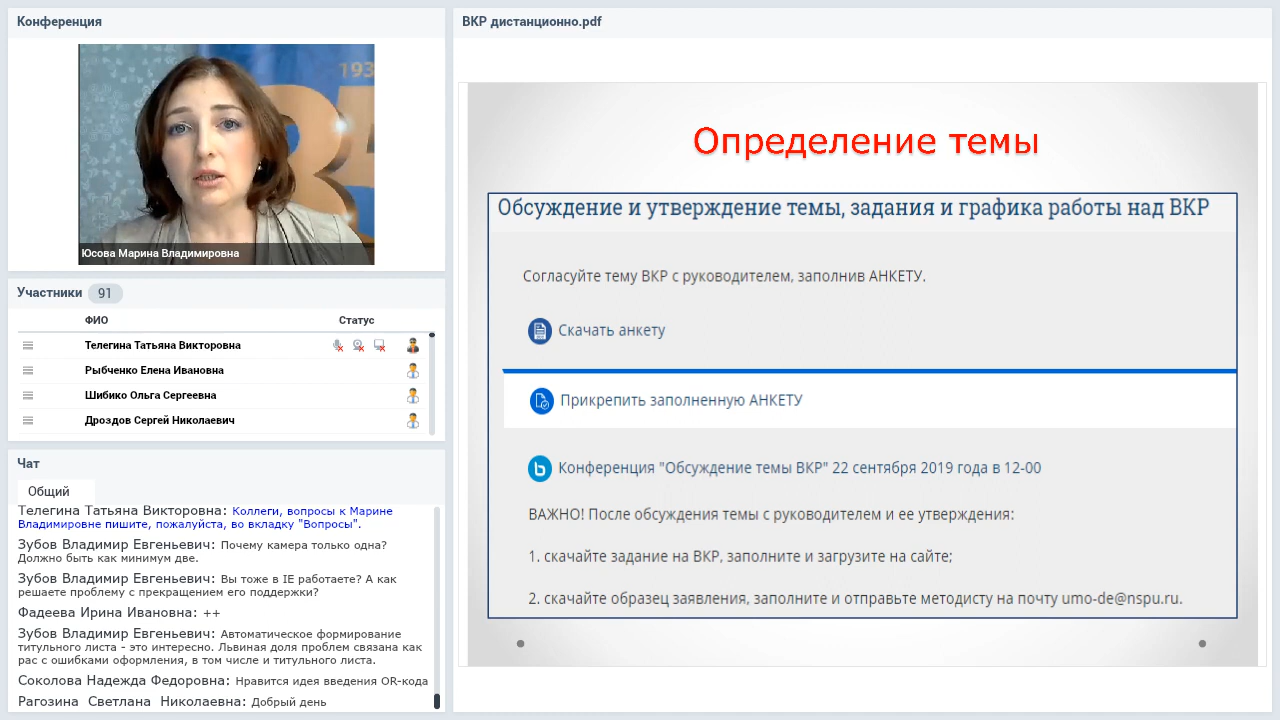 Конференция
193
85
Юсова Марина Владимировна
Участники 91
ФИО Статус
Телегина Татьяна Викторовна
Рыбченко Елена Ивановна
Шибико Ольга Сергеевна
Дроздов Сергей Николаевич
Чат
Общий
Телегина Татьяна Викторовна: Коллеги, вопросы к Марине
Владимировне пишите, пожалуйста, во вкладку "Вопросы".
Зубов Владимир Евгеньевич: Почему камера только одна?
Должно быть как минимум две.
Зубов Владимир Евгеньевич: Вы тоже в IE работаете? А как
решаете проблему с прекращением его поддержки?
Фадеева Ирина Ивановна: ++
Зубов Владимир Евгеньевич: Автоматическое формирование
титульного листа - это интересно. Львиная доля проблем связана как
рас с ошибками оформления, в том числе и титульного листа.
Соколова Надежда Федоровна: Нравится идея введения OR-кода
Рагозина Светлана Николаевна: Добрый день
ВКР дистанционно.pdf
Определение темы
Обсуждение и утверждение темы, задания и графика работы над ВКР
Согласуйте тему ВКР с руководителем, заполнив АНКЕТУ.
Скачать анкету
Прикрепить заполненную АНКЕТУ
Конференция "Обсуждение темы ВКР" 22 сентября 2019 года в 12-00
ВАЖНО! После обсуждения темы с руководителем и ее утверждения:
1. скачайте задание на ВКР, заполните и загрузите на сайте;
2. скачайте образец заявления, заполните и отправьте методисту на почту umo-de@nspu.ru.